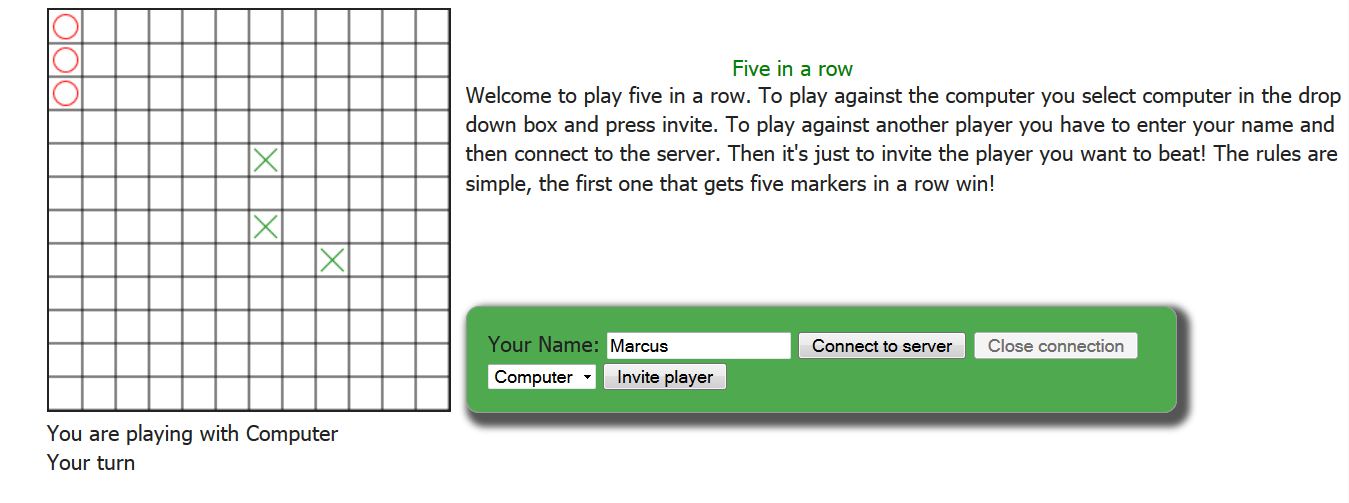 Five in a row
Welcome to play five in a row. To play against the computer you select computer in the drop
down box and press invite. To play against another player you have to enter your name and
then connect to the server. Then it's just to invite the player you want to beat! The rules are
simple, the first one that gets five markers in a row win!
Your Name: Marcus Connect to server Close connection
Computer Invite player
You are playing with Computer
Your turn